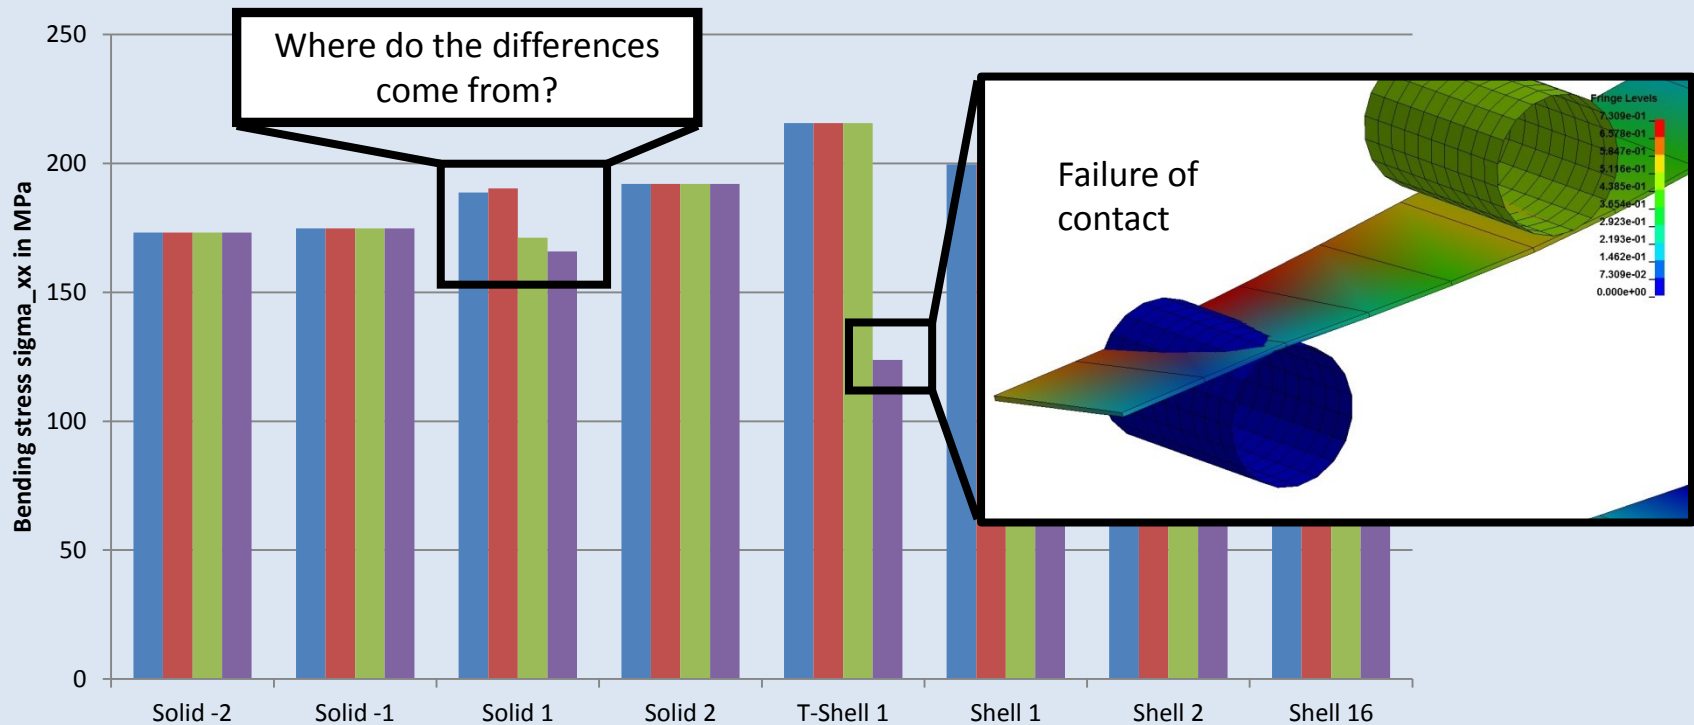 Where do the differences
come from?
Bending stress sigma_xx in MPa
250
200
150
100
50
0
Failure of
contact
Fringe Levels
7.309e-01
6.578e-01
5.847e-01
5.116e-01
4.385e-01
3.654e-01
2.923e-01
2.193e-01
1.462e-01
7.309e-02
0.000e+00
Solid -2 Solid -1 Solid 1 Solid 2 T-Shell 1 Shell 1 Shell 2 Shell 16